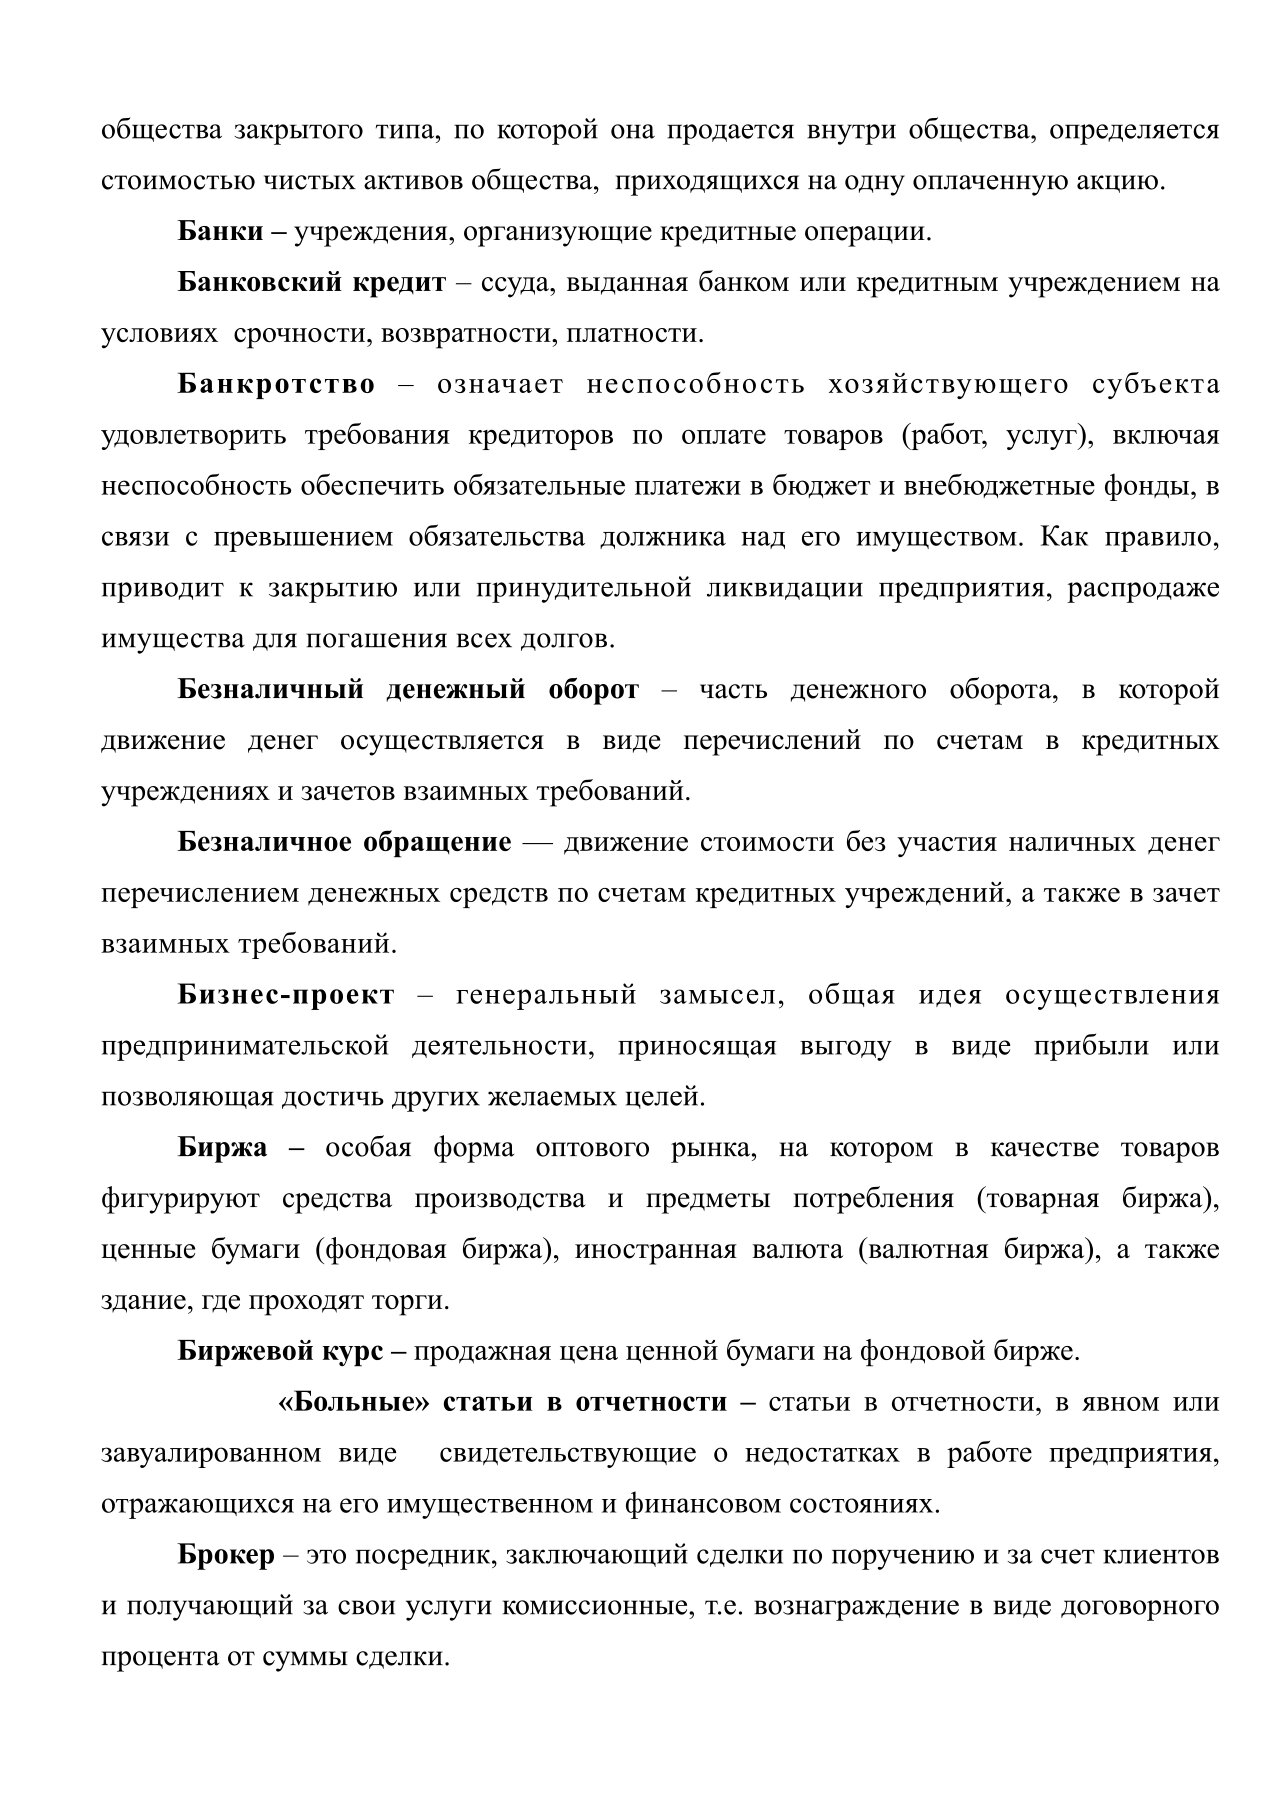 общества закрытого типа, по которой она продается внутри общества, определяется
стоимостью чистых активов общества,  приходящихся на одну оплаченную акцию.
Банки – учреждения, организующие кредитные операции.
Банковский кредит – ссуда, выданная банком или кредитным учреждением на
условиях  срочности, возвратности, платности.
Банкротство – означает неспособность хозяйствующего субъекта
удовлетворить требования кредиторов по оплате товаров (работ, услуг), включая
неспособность обеспечить обязательные платежи в бюджет и внебюджетные фонды, в
связи с превышением обязательства должника над его имуществом. Как правило,
приводит к закрытию или принудительной ликвидации предприятия, распродаже
имущества для погашения всех долгов.
Безналичный денежный оборот – часть денежного оборота, в которой
движение денег осуществляется в виде перечислений по счетам в кредитных
учреждениях и зачетов взаимных требований.
Безналичное обращение — движение стоимости без участия наличных денег
перечислением денежных средств по счетам кредитных учреждений, а также в зачет
взаимных требований.
Бизнес-проект – генеральный замысел, общая идея осуществления
предпринимательской деятельности, приносящая выгоду в виде прибыли или
позволяющая достичь других желаемых целей.
Биржа – особая форма оптового рынка, на котором в качестве товаров
фигурируют средства производства и предметы потребления (товарная биржа),
ценные бумаги (фондовая биржа), иностранная валюта (валютная биржа), а также
здание, где проходят торги.
Биржевой курс – продажная цена ценной бумаги на фондовой бирже.
«Больные» статьи в отчетности – статьи в отчетности, в явном или
завуалированном виде  свидетельствующие о недостатках в работе предприятия,
отражающихся на его имущественном и финансовом состояниях.
Брокер – это посредник, заключающий сделки по поручению и за счет клиентов
и получающий за свои услуги комиссионные, т.е. вознаграждение в виде договорного
процента от суммы сделки.